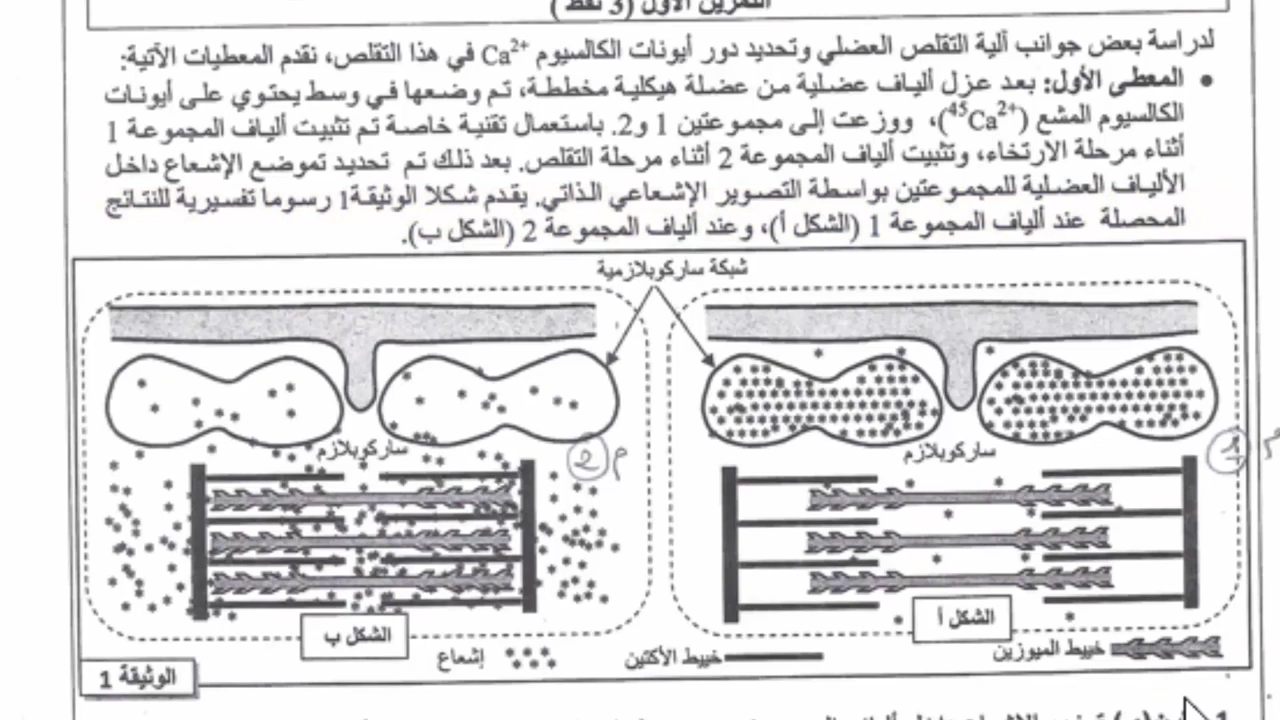 التمرين الأول (3 نقط)
لدراسة بعض جوانب آلية التقلص العضلي وتحديد دور أيونات الكالسيوم Ca²⁺ في هذا التقلص، نقدم المعطيات الآتية:
• المعطى الأول: بعد عزل ألياف عضلية من عضلة هيكلية مخططة، تم وضعها في وسط يحتوي على أيونات
الكالسيوم المشع (⁴⁵Ca²⁺)، ووزعت إلى مجموعتين 1 و2. باستعمال تقنية خاصة تم تثبيت ألياف المجموعة 1
أثناء مرحلة الارتخاء، وتثبيت ألياف المجموعة 2 أثناء مرحلة التقلص. بعد ذلك تم تحديد تموضع الإشعاع داخل
الألياف العضلية للمجموعتين بواسطة التصوير الإشعاعي الذاتي. يقدم شكلا الوثيقة1 رسوما تفسيرية للنتائج
المحصلة عند ألياف المجموعة 1 (الشكل أ)، وعند ألياف المجموعة 2 (الشكل ب).
شبكة ساركوبلازمية
ساركوبلازم
ساركوبلازم
م 2
1
الشكل أ
الشكل ب
خييط الميوزين
خييط الأكتين
إشعاع
الوثيقة 1